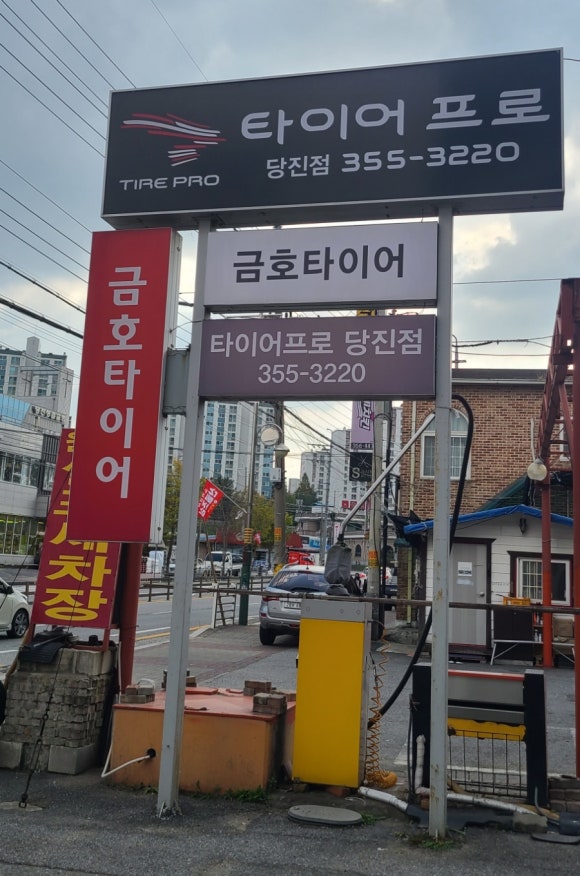 타이어 프로
TIRE PRO
당진점 355-3220
금호타이어
타이어프로 당진점
355-3220
금호타이어
세차장